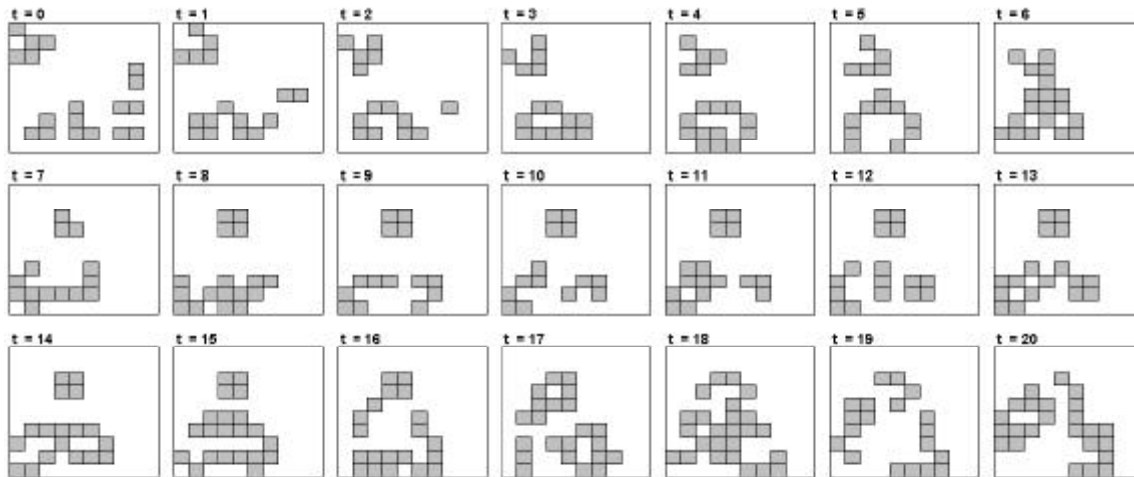 t = 0 t = 1 t = 2 t = 3 t = 4 t = 5 t = 6
t = 7 t = 8 t = 9 t = 10 t = 11 t = 12 t = 13
t = 14 t = 15 t = 16 t = 17 t = 18 t = 19 t = 20